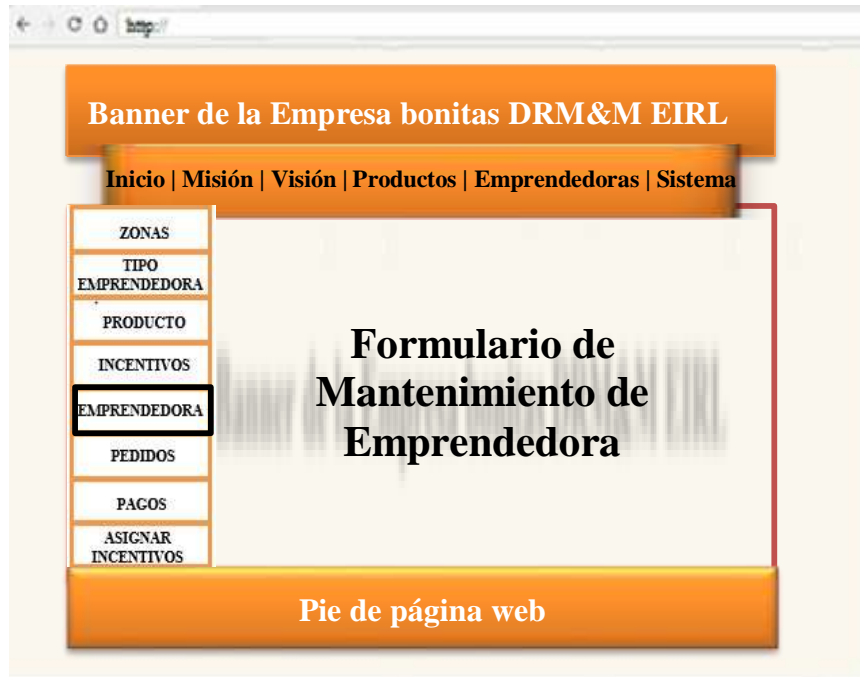 http://
Banner de la Empresa bonitas DRM&M EIRL
Inicio | Misión | Visión | Productos | Emprendedoras | Sistema
ZONAS
TIPO
EMPRENDEDORA
PRODUCTO
INCENTIVOS
EMPRENDEDORA
PEDIDOS
PAGOS
ASIGNAR
INCENTIVOS
Formulario de
Mantenimiento de
Emprendedora
Pie de página web